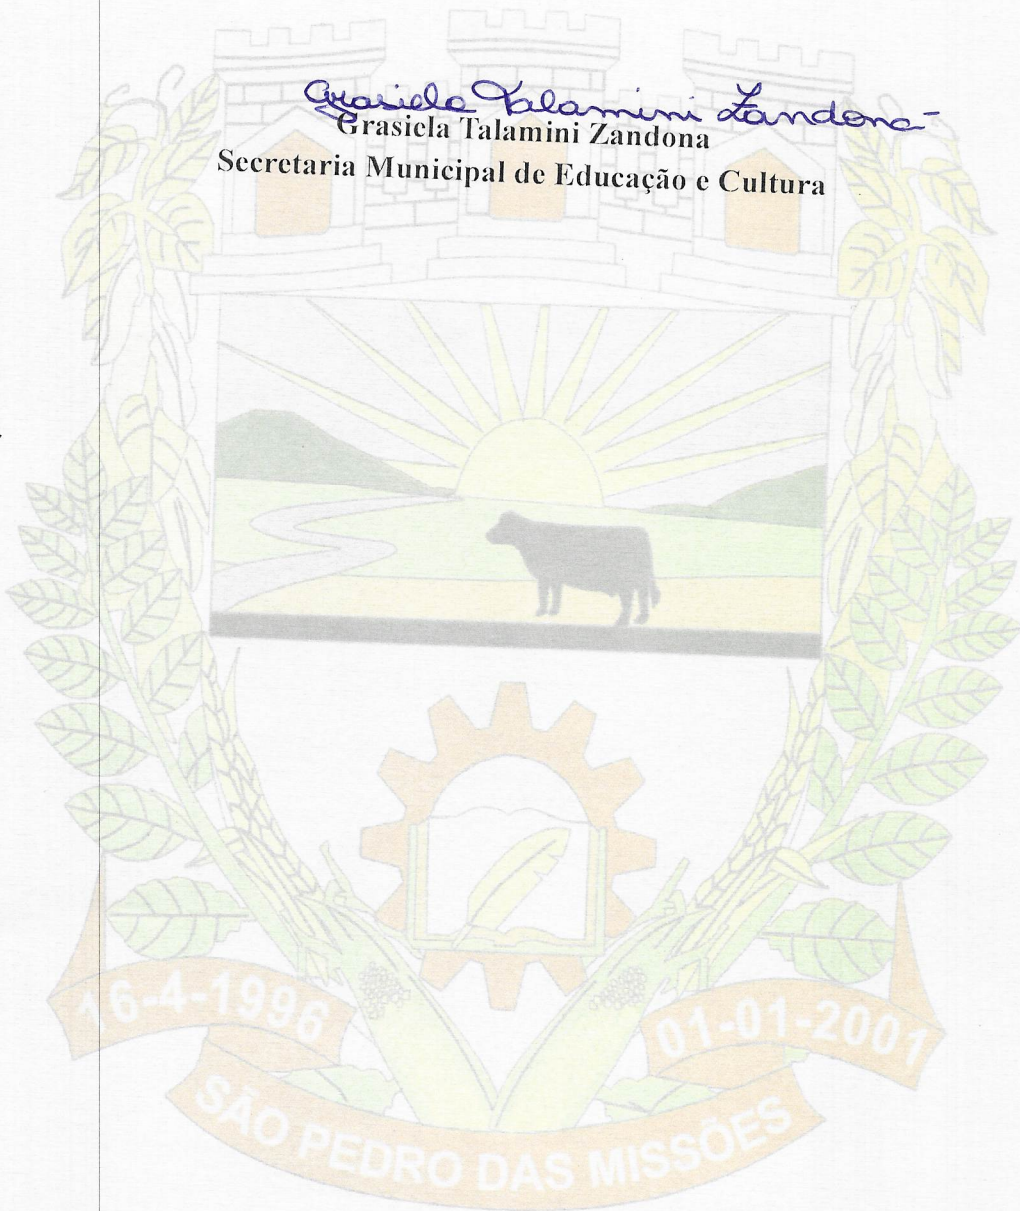 Grasiela Talamini Zandona
Grasiela Talamini Zandona
Secretaria Municipal de Educação e Cultura
16-4-1996
01-01-2001
SÃO PEDRO DAS MISSÕES